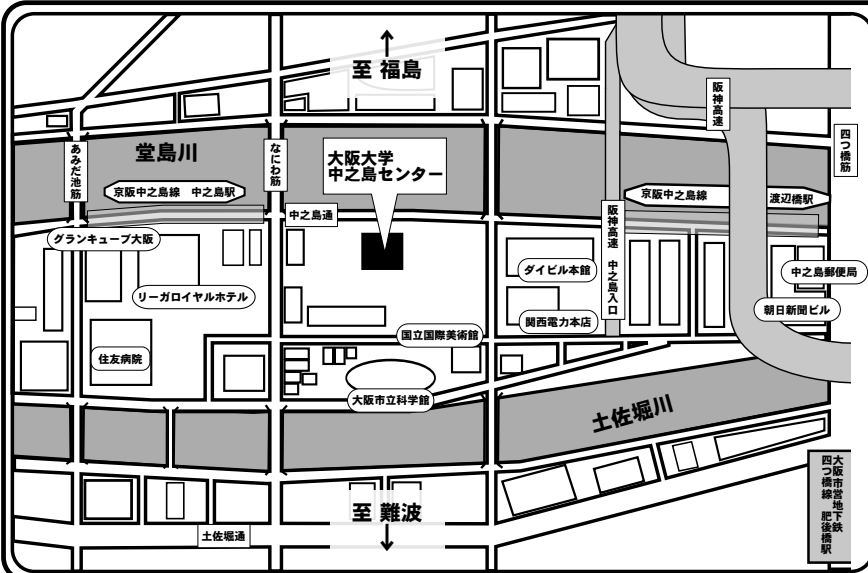 至 福島
阪神高速
四つ橋筋
あみだ池筋
堂島川
なにわ筋
大阪大学
中之島センター
京阪中之島線 中之島駅
京阪中之島線 渡辺橋駅
中之島通
阪神高速 中之島入口
グランキューブ大阪
ダイビル本館
中之島郵便局
リーガロイヤルホテル
関西電力本店
朝日新聞ビル
国立国際美術館
住友病院
大阪市立科学館
土佐堀川
大阪市営地下鉄
四つ橋線 肥後橋駅
至 難波
土佐堀通